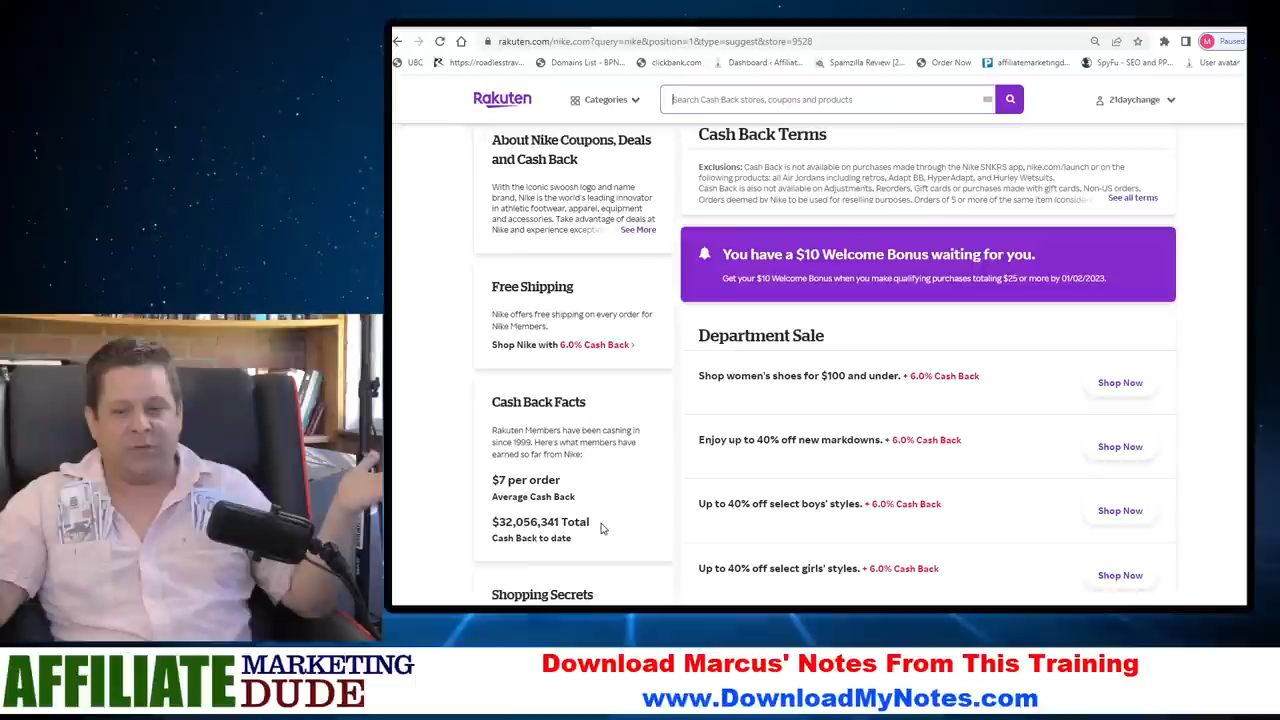 rakuten.com/nike.com?query=nike&position=1&type=suggest&store=9528
Paused
UBC
https://roadlesstrav...
Domains List - BPN...
clickbank.com
Dashboard ‹ Affiliat...
Spamzilla Review [2...
Order Now
affiliatemarketingd...
SpyFu - SEO and PP...
User avatar
Rakuten
Categories
Search Cash Back stores, coupons and products
21daychange
About Nike Coupons, Deals
and Cash Back
With the iconic swoosh logo and name
brand, Nike is the world's leading innovator
in athletic footwear, apparel, equipment
and accessories. Take advantage of deals at
Nike and experience except
See More
Free Shipping
Nike offers free shipping on every order for
Nike Members.
Shop Nike with 6.0% Cash Back ›
Cash Back Facts
Rakuten Members have been cashing in
since 1999. Here's what members have
earned so far from Nike:
$7 per order
Average Cash Back
$32,056,341 Total
Cash Back to date
Shopping Secrets
Cash Back Terms
Exclusions: Cash Back is not available on purchases made through the Nike SNKRS app, nike.com/launch or on the
following products: all Air Jordans including retros, Adapt BB, HyperAdapt, and Hurley Wetsuits.
Cash Back is also not available on Adjustments, Reorders, Gift cards or purchases made with gift cards, Non-US orders,
Orders deemed by Nike to be used for reselling purposes, Orders of 5 or more of the same item
See all terms
You have a $10 Welcome Bonus waiting for you.
Get your $10 Welcome Bonus when you make qualifying purchases totaling $25 or more by 01/02/2023.
Department Sale
Shop women's shoes for $100 and under. + 6.0% Cash Back
Shop Now
Enjoy up to 40% off new markdowns. + 6.0% Cash Back
Shop Now
Up to 40% off select boys' styles. + 6.0% Cash Back
Shop Now
Up to 40% off select girls' styles. + 6.0% Cash Back
Shop Now
AFFILIATE MARKETING DUDE
Download Marcus' Notes From This Training
www.DownloadMyNotes.com